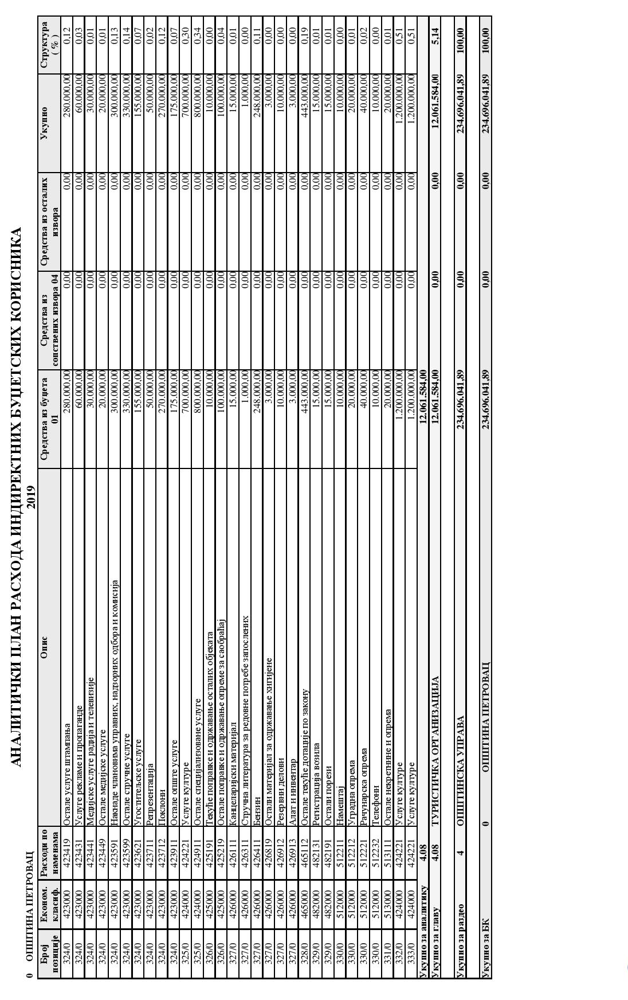 АНАЛИТИЧКИ ПЛАН РАСХОДА ИНДИРЕКТНИХ БУЏЕТСКИХ КОРИСНИКА
0 ОПШТИНА ПЕТРОВАЦ 2019
Број позиције Економ. класиф. Расходи по наменама Опис Средства из буџета 01 Средства из сопствених извора 04 Средства из осталих извора Укупно Структура ( % )
324/0 423000 423419 Остале услуге штампања 280.000,00 0,00 0,00 280.000,00 0,12
324/0 423000 423431 Услуге рекламе и пропаганде 60.000,00 0,00 0,00 60.000,00 0,03
324/0 423000 423441 Медијске услуге радија и телевизије 30.000,00 0,00 0,00 30.000,00 0,01
324/0 423000 423449 Остале медијске услуге 20.000,00 0,00 0,00 20.000,00 0,01
324/0 423000 423591 Накнаде члановима управних, надзорних одбора и комисија 300.000,00 0,00 0,00 300.000,00 0,13
324/0 423000 423599 Остале стручне услуге 330.000,00 0,00 0,00 330.000,00 0,14
324/0 423000 423621 Угоститељске услуге 155.000,00 0,00 0,00 155.000,00 0,07
324/0 423000 423711 Репрезентација 50.000,00 0,00 0,00 50.000,00 0,02
324/0 423000 423712 Поклони 270.000,00 0,00 0,00 270.000,00 0,12
324/0 423000 423911 Остале опште услуге 175.000,00 0,00 0,00 175.000,00 0,07
325/0 424000 424221 Услуге културе 700.000,00 0,00 0,00 700.000,00 0,30
325/0 424000 424911 Остале специјализоване услуге 800.000,00 0,00 0,00 800.000,00 0,34
326/0 425000 425191 Текуће поправке и одржавање осталих објеката 10.000,00 0,00 0,00 10.000,00 0,00
326/0 425000 425219 Остале поправке и одржавање опреме за саобраћај 100.000,00 0,00 0,00 100.000,00 0,04
327/0 426000 426111 Канцеларијски материјал 15.000,00 0,00 0,00 15.000,00 0,01
327/0 426000 426311 Стручна литература за редовне потребе запослених 1.000,00 0,00 0,00 1.000,00 0,00
327/0 426000 426411 Бензин 248.000,00 0,00 0,00 248.000,00 0,11
327/0 426000 426819 Остали материјал за одржавање хигијене 3.000,00 0,00 0,00 3.000,00 0,00
327/0 426000 426912 Резервни делови 10.000,00 0,00 0,00 10.000,00 0,00
327/0 426000 426913 Алат и инвентар 3.000,00 0,00 0,00 3.000,00 0,00
328/0 465000 465112 Остале текуће дотације по закону 443.000,00 0,00 0,00 443.000,00 0,19
329/0 482000 482131 Регистрација возила 15.000,00 0,00 0,00 15.000,00 0,01
329/0 482000 482191 Остали порези 15.000,00 0,00 0,00 15.000,00 0,01
330/0 512000 512211 Намештај 10.000,00 0,00 0,00 10.000,00 0,00
330/0 512000 512212 Уградна опрема 20.000,00 0,00 0,00 20.000,00 0,01
330/0 512000 512221 Рачунарска опрема 40.000,00 0,00 0,00 40.000,00 0,02
330/0 512000 512232 Телефони 10.000,00 0,00 0,00 10.000,00 0,00
331/0 513000 513111 Остале некретнине и опрема 20.000,00 0,00 0,00 20.000,00 0,01
332/0 424000 424221 Услуге културе 1.200.000,00 0,00 0,00 1.200.000,00 0,51
333/0 424000 424221 Услуге културе 1.200.000,00 0,00 0,00 1.200.000,00 0,51
Укупно за аналитику 4.08 12.061.584,00
Укупно за главу 4.08 ТУРИСТИЧКА ОРГАНИЗАЦИЈА 12.061.584,00 0,00 0,00 12.061.584,00 5,14
Укупно за раздео 4 ОПШТИНСКА УПРАВА 234.696.041,89 0,00 0,00 234.696.041,89 100,00
Укупно за БК 0 ОПШТИНА ПЕТРОВАЦ 234.696.041,89 0,00 0,00 234.696.041,89 100,00